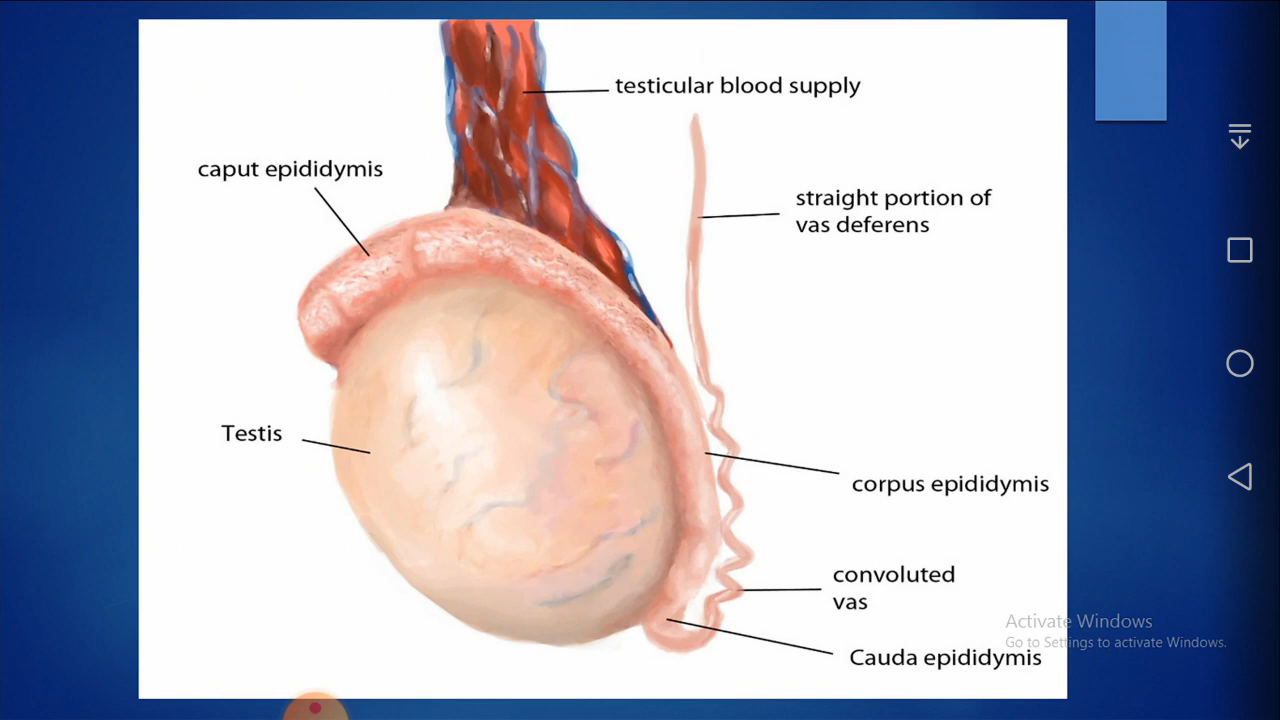 testicular blood supply
caput epididymis
straight portion of
vas deferens
Testis
corpus epididymis
convoluted
vas
Activate Windows
Go to Settings to activate Windows.
Cauda epididymis